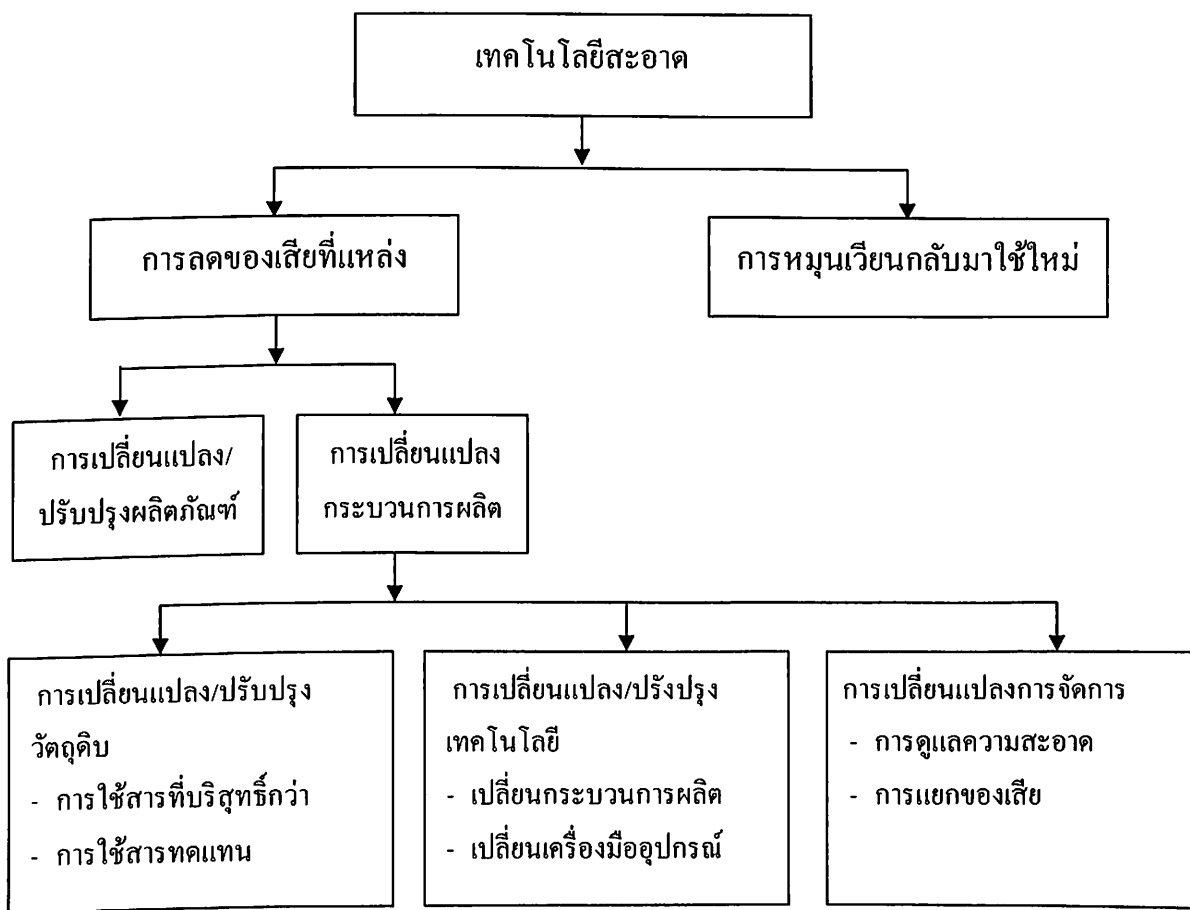 เทคโนโลยีสะอาด
การลดของเสียที่แหล่ง
การหมุนเวียนกลับมาใช้ใหม่
การเปลี่ยนแปลง/
ปรับปรุงผลิตภัณฑ์
การเปลี่ยนแปลง
กระบวนการผลิต
การเปลี่ยนแปลง/ปรับปรุง
วัตถุดิบ
- การใช้สารที่บริสุทธิ์กว่า
- การใช้สารทดแทน
การเปลี่ยนแปลง/ปรังปรุง
เทคโนโลยี
- เปลี่ยนกระบวนการผลิต
- เปลี่ยนเครื่องมืออุปกรณ์
การเปลี่ยนแปลงการจัดการ
- การดูแลความสะอาด
- การแยกของเสีย